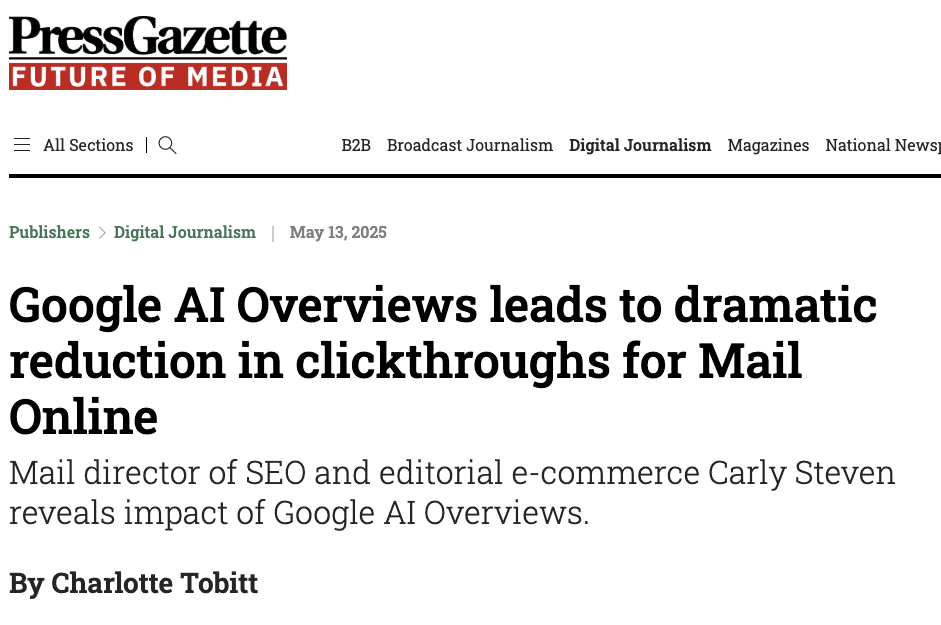 PressGazette
FUTURE OF MEDIA
All Sections
B2B Broadcast Journalism Digital Journalism Magazines National
Publishers > Digital Journalism | May 13, 2025
Google AI Overviews leads to dramatic
reduction in clickthroughs for Mail
Online
Mail director of SEO and editorial e-commerce Carly Steven
reveals impact of Google AI Overviews.
By Charlotte Tobitt